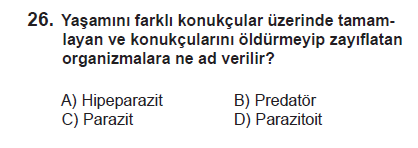 26. Yaşamını farklı konukçular üzerinde tamam-
layan ve konukçularını öldürmeyip zayıflatan
organizmalara ne ad verilir?
A) Hipeparazit B) Predatör
C) Parazit D) Parazitoit